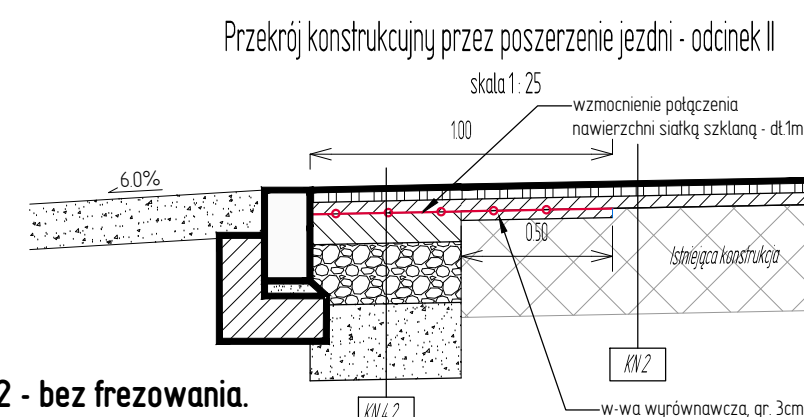 Przekrój konstrukcyjny przez poszerzenie jezdni - odcinek II
skala 1 : 25
wzmocnienie połączenia
nawierzchni siatką szklaną - dł.1m
1.00
6.0%
0.50
Istniejąca konstrukcja
KN 2
2 - bez frezowania.
KN 4.2
w-wa wyrównawcza, gr. 3cm